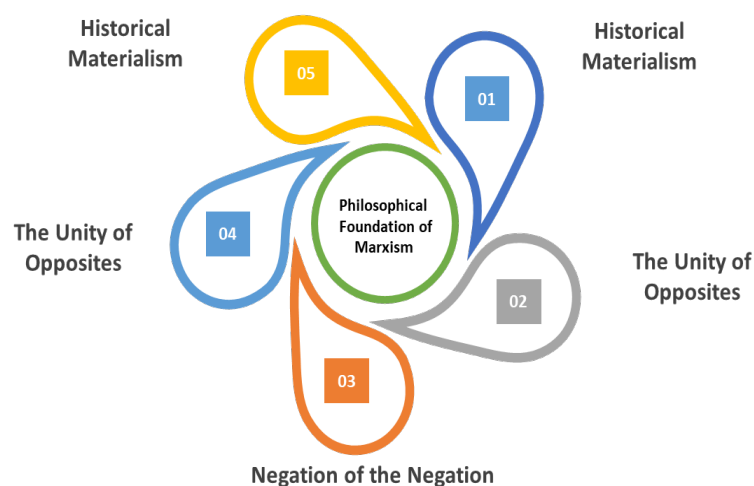 Historical
Materialism
05
Historical
Materialism
01
Philosophical
Foundation of
Marxism
The Unity of
Opposites
04
The Unity of
Opposites
02
03
Negation of the Negation